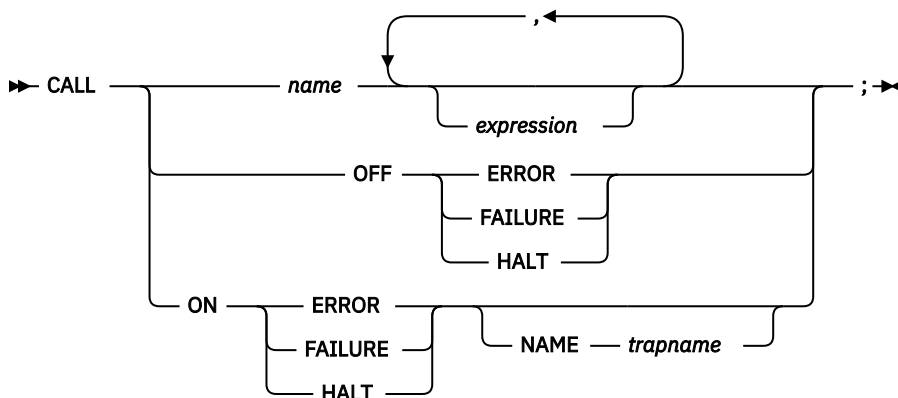 ,
CALL name
expression
;
OFF ERROR
FAILURE
HALT
ON ERROR
FAILURE NAME trapname
HALT